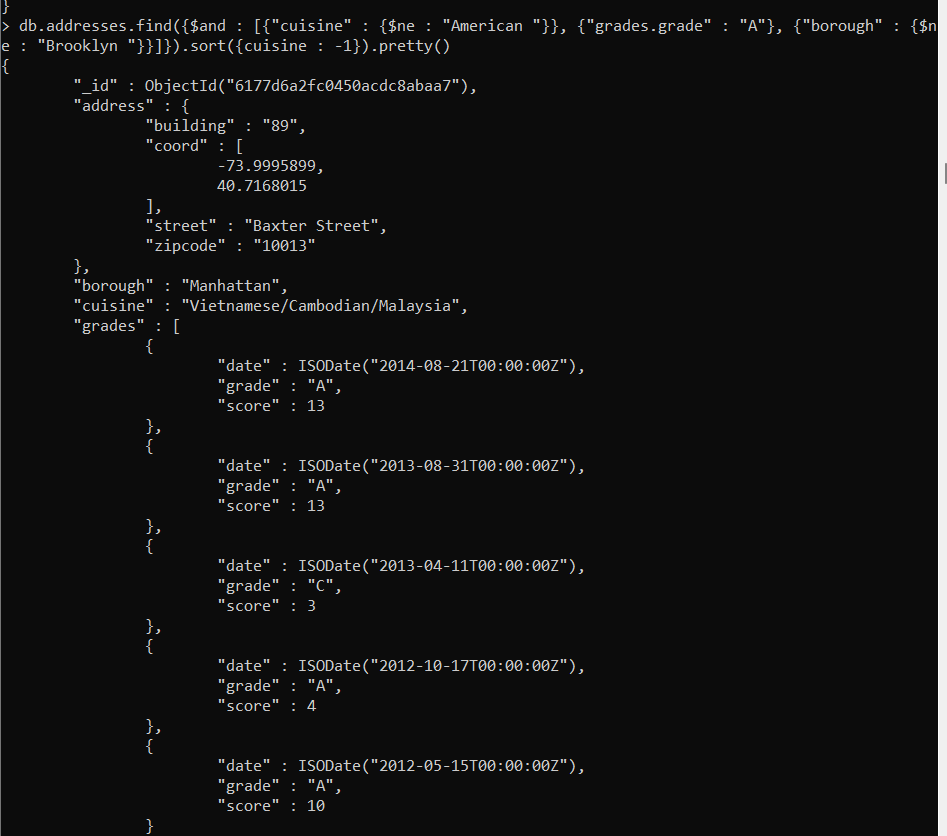 }
> db.addresses.find({$and : [{"cuisine" : {$ne : "American "}}, {"grades.grade" : "A"}, {"borough" : {$n
e : "Brooklyn "}}]}).sort({cuisine : -1}).pretty()
{
        "_id" : ObjectId("6177d6a2fc0450acdc8abaa7"),
        "address" : {
                "building" : "89",
                "coord" : [
                        -73.9995899,
                        40.7168015
                ],
                "street" : "Baxter Street",
                "zipcode" : "10013"
        },
        "borough" : "Manhattan",
        "cuisine" : "Vietnamese/Cambodian/Malaysia",
        "grades" : [
                {
                        "date" : ISODate("2014-08-21T00:00:00Z"),
                        "grade" : "A",
                        "score" : 13
                },
                {
                        "date" : ISODate("2013-08-31T00:00:00Z"),
                        "grade" : "A",
                        "score" : 13
                },
                {
                        "date" : ISODate("2013-04-11T00:00:00Z"),
                        "grade" : "C",
                        "score" : 3
                },
                {
                        "date" : ISODate("2012-10-17T00:00:00Z"),
                        "grade" : "A",
                        "score" : 4
                },
                {
                        "date" : ISODate("2012-05-15T00:00:00Z"),
                        "grade" : "A",
                        "score" : 10
                }